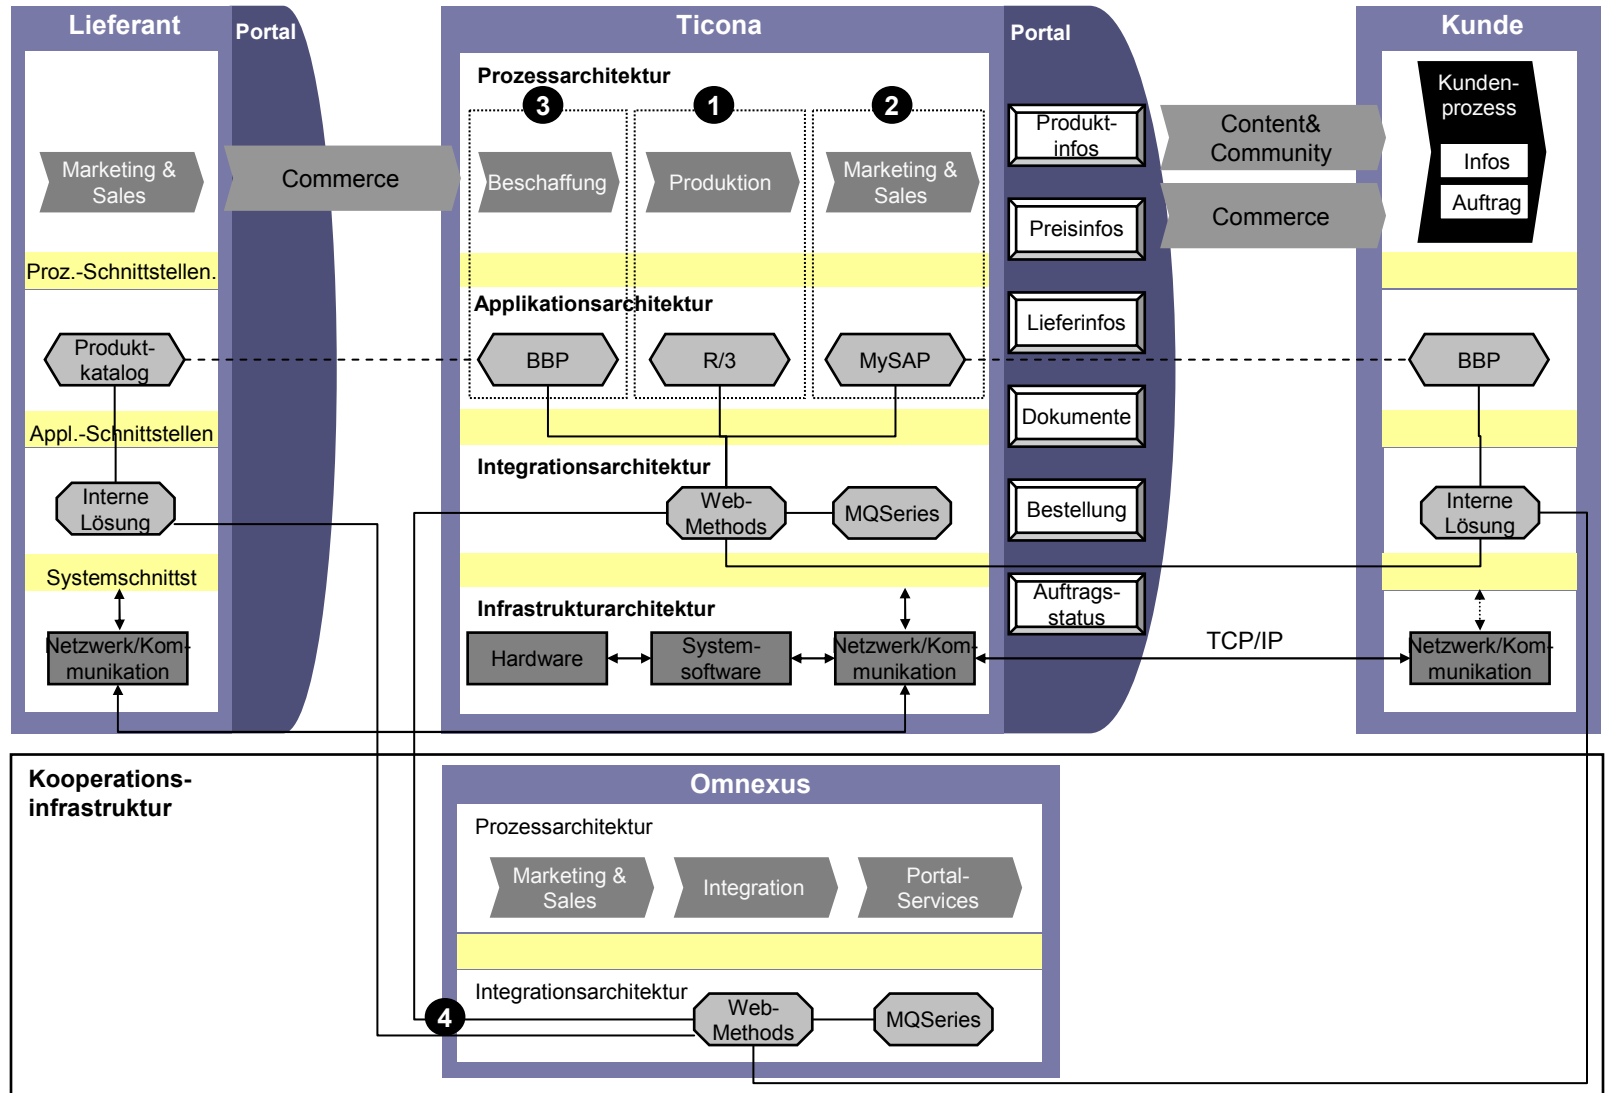 Lieferant
Portal
Ticona
Portal
Kunde
Prozessarchitektur
3
1
2
Marketing &
Sales
Commerce
Beschaffung
Produktion
Marketing &
Sales
Produkt-
infos
Preisinfos
Lieferinfos
Dokumente
Bestellung
Auftrags-
status
Content&
Community
Commerce
Kunden-
prozess
Infos
Auftrag
Proz.-Schnittstellen.
Applikationsarchitektur
Produkt-
katalog
BBP
R/3
MySAP
BBP
Appl.-Schnittstellen
Integrationsarchitektur
Interne
Lösung
Web-
Methods
MQSeries
Interne
Lösung
Systemschnittst
Infrastrukturarchitektur
Netzwerk/Kom-
munikation
Hardware
System-
software
Netzwerk/Kom-
munikation
TCP/IP
Netzwerk/Kom-
munikation
Kooperations-
infrastruktur
Omnexus
Prozessarchitektur
Marketing &
Sales
Integration
Portal-
Services
Integrationsarchitektur
4
Web-
Methods
MQSeries